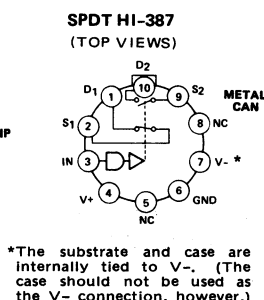 SPDT HI-387
(TOP VIEWS)
D2
D1 1 10 9 S2
METAL
CAN
S1 2 8 NC
IP
IN 3 7 V- *
V+ 4 5 6 GND
NC
*The substrate and case are
internally tied to V-. (The
case should not be used as
the V- connection, however.)